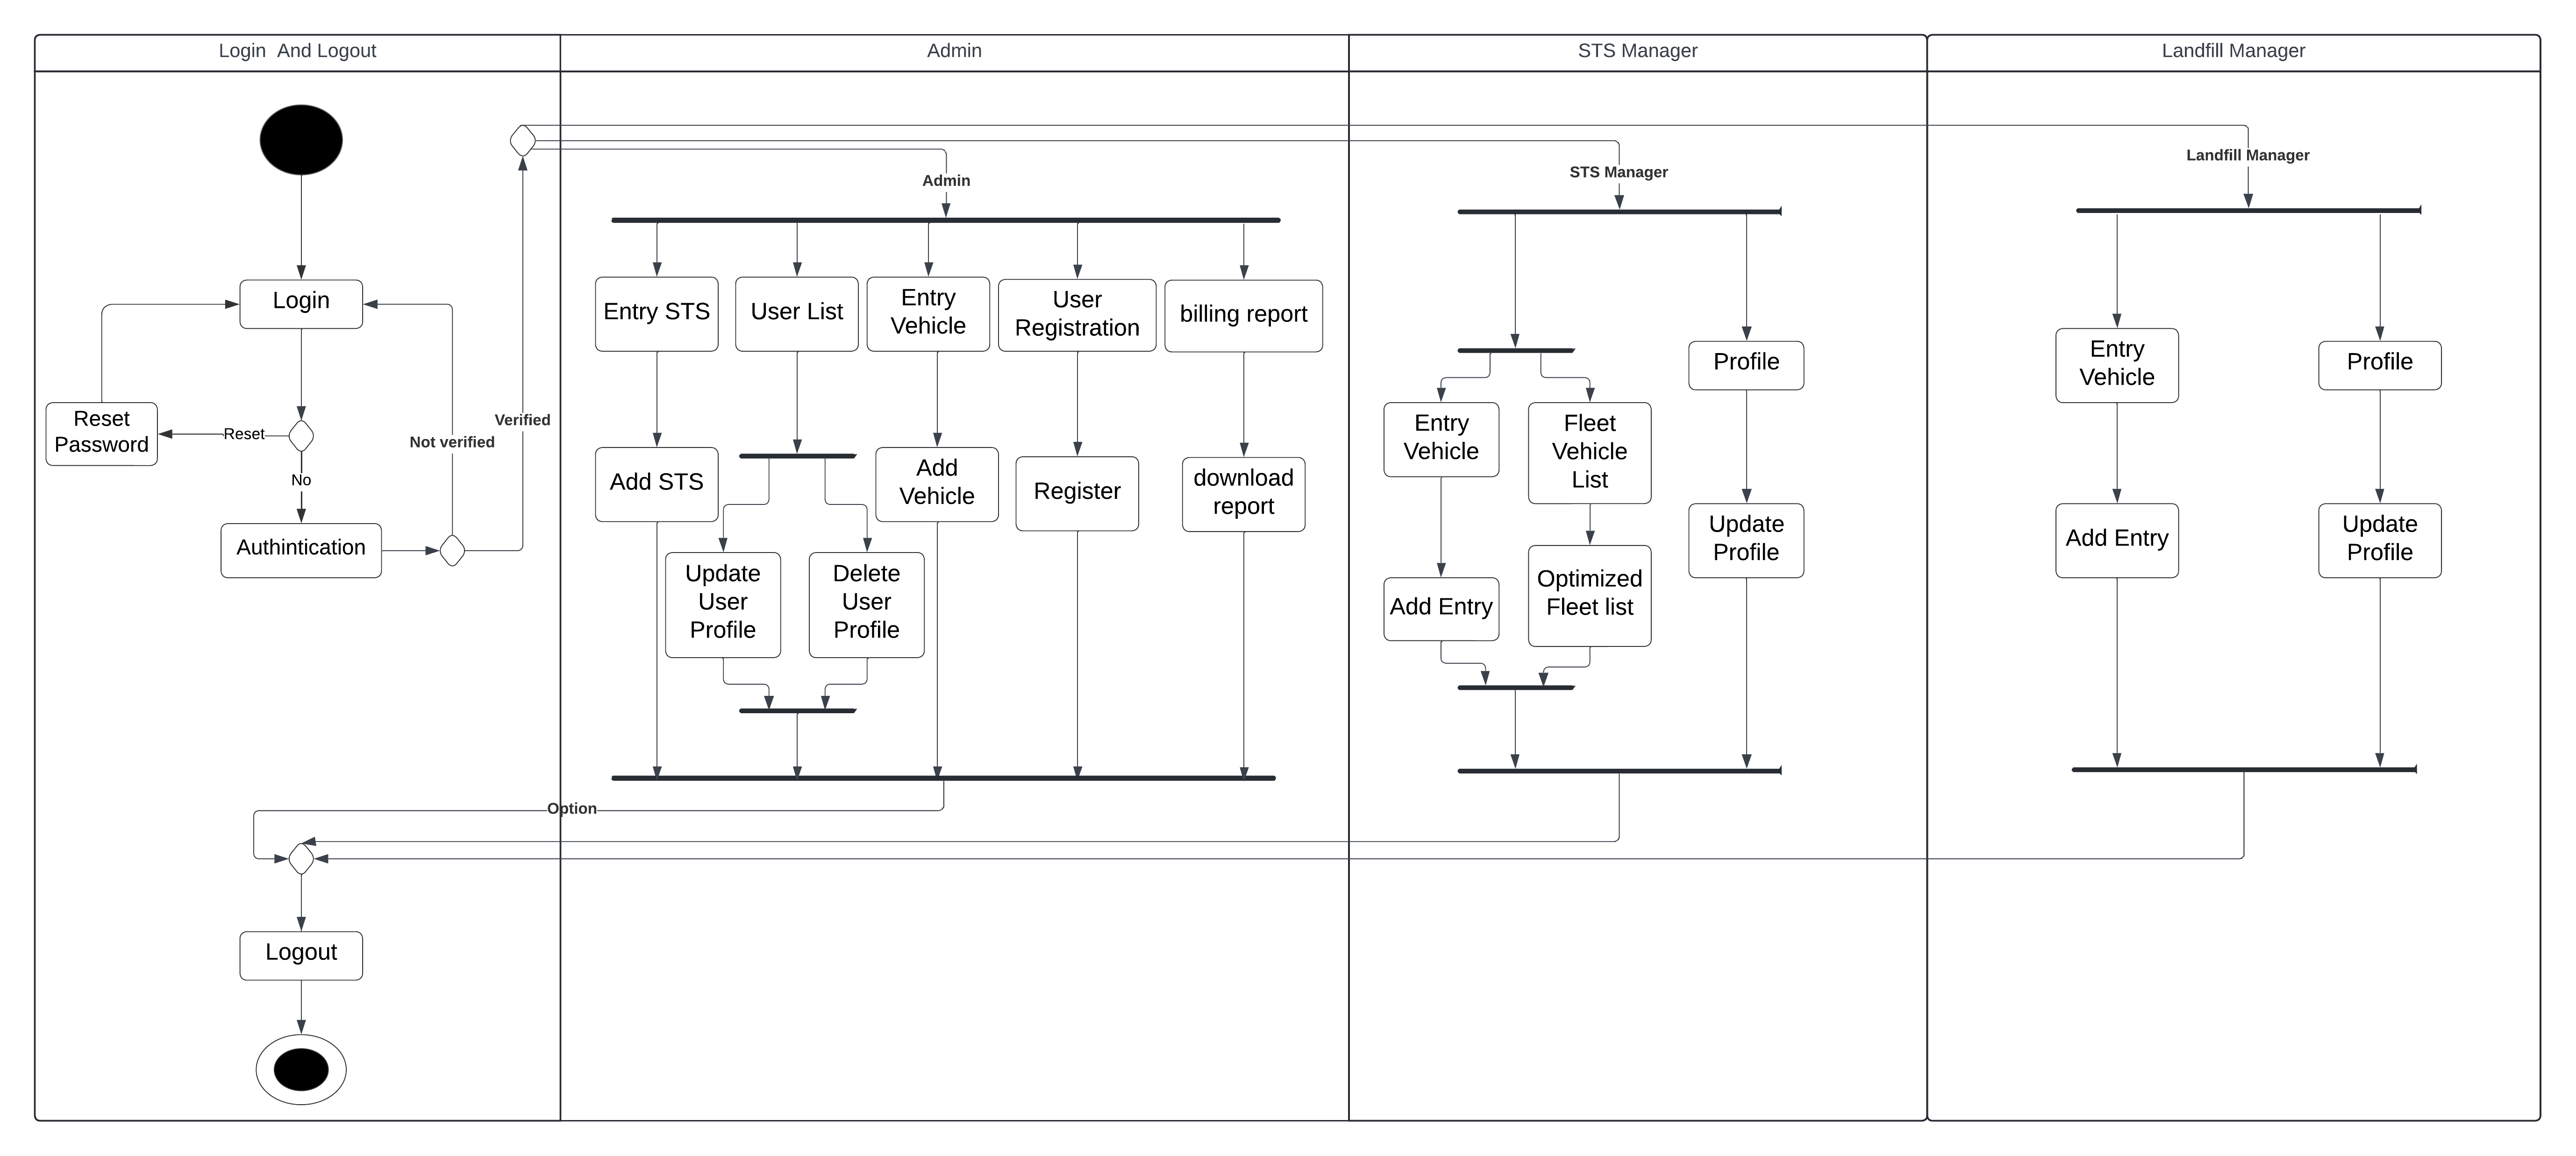 Login  And Logout
Admin
STS Manager
Landfill Manager
Login
Reset
Password
Reset
No
Authintication
Not verified
Verified
Admin
STS Manager
Landfill Manager
Entry STS
User List
Entry
Vehicle
User
Registration
billing report
Add STS
Add
Vehicle
Register
download
report
Update
User
Profile
Delete
User
Profile
Entry
Vehicle
Fleet
Vehicle
List
Profile
Add Entry
Optimized
Fleet list
Update
Profile
Entry
Vehicle
Profile
Add Entry
Update
Profile
Option
Logout